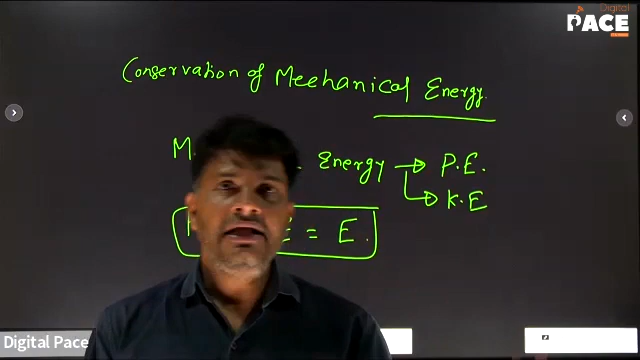 Digital
PACE
Conservation of Mechanical Energy.
M. Energy → P.E.
K.E
E = E.
Digital Pace